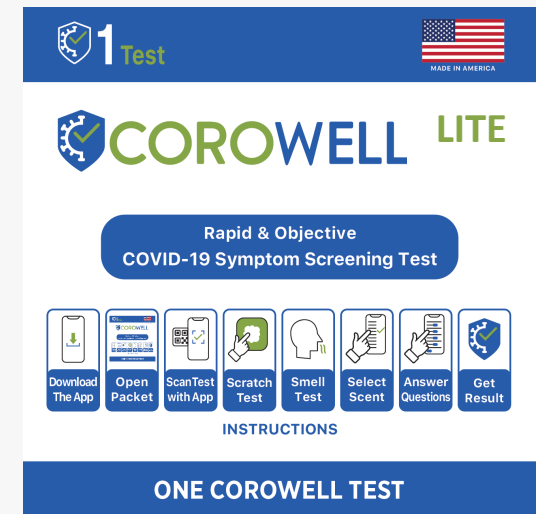 1 Test
MADE IN AMERICA
COROWELL LITE
Rapid & Objective
COVID-19 Symptom Screening Test
Download
The App
Open
Packet
ScanTest
with App
Scratch
Test
Smell
Test
Select
Scent
Answer
Questions
Get
Result
INSTRUCTIONS
ONE COROWELL TEST